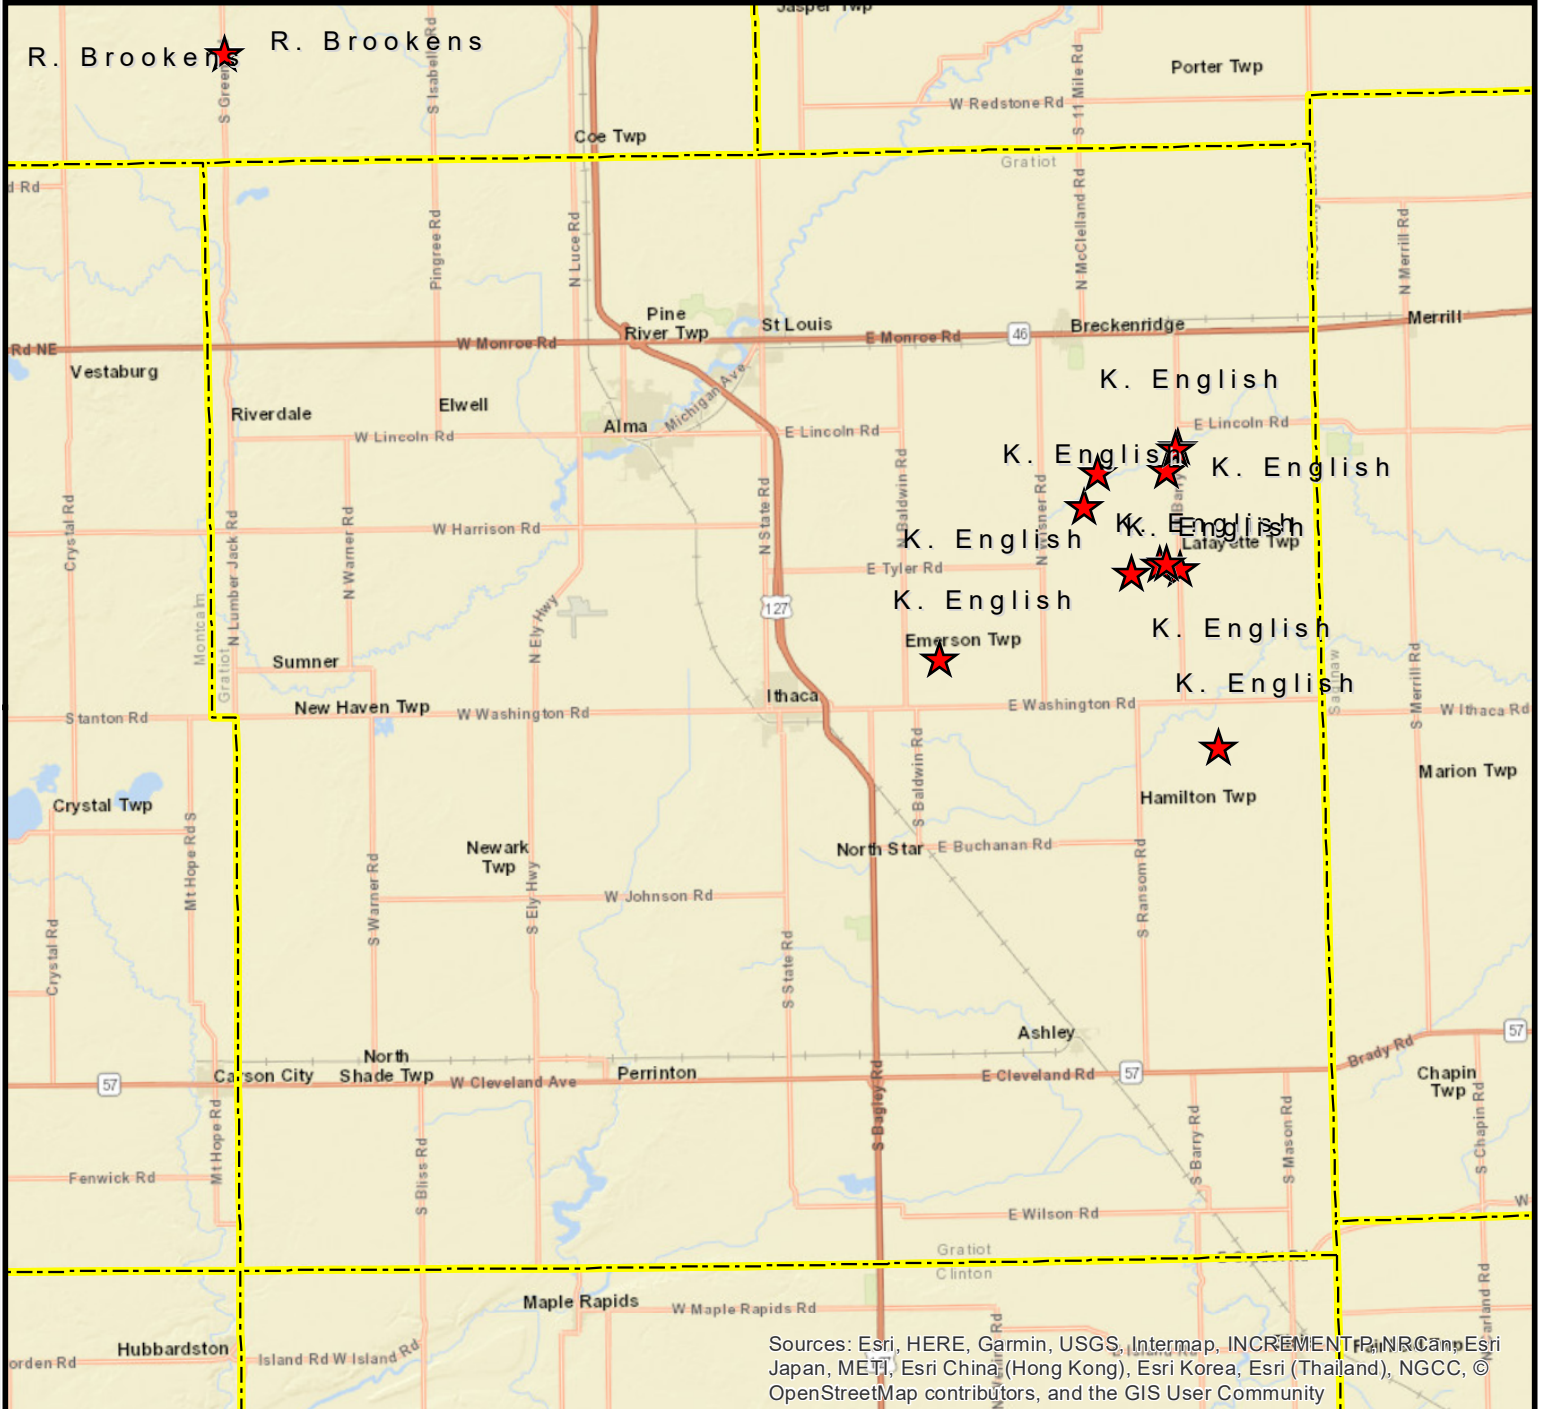 Jasper Twp
R. Brookens
R. Brookens
S Isabella Rd
Porter Twp
W Redstone Rd
S 11 Mile Rd
Coe Twp
Gratiot
d Rd
Pingree Rd
N Luce Rd
N McClelland Rd
N Merrill Rd
Pine
River Twp
St Louis
E Monroe Rd
46
Breckenridge
Merrill
Rd NE
W Monroe Rd
Vestaburg
K. English
Riverdale
Elwell
Alma
Michigan Ave
W Lincoln Rd
E Lincoln Rd
E Lincoln Rd
K. English
K. English
Crystal Rd
N Lumber Jack Rd
N Warner Rd
W Harrison Rd
N State Rd
N Baldwin Rd
N Wisner Rd
Barry
K. English
K. English
K. English
Lafayette Twp
E Tyler Rd
K. English
127
N Ely Hwy
Montcalm
Gratiot
Emerson Twp
K. English
Sumner
Saginaw
S Merrill Rd
K. English
Ithaca
Stanton Rd
New Haven Twp
W Washington Rd
E Washington Rd
W Ithaca Rd
Marion Twp
Crystal Twp
Hamilton Twp
Mt Hope Rd S
S Baldwin Rd
Newark
Twp
North Star
E Buchanan Rd
S Warner Rd
S Ely Hwy
W Johnson Rd
S Ransom Rd
Crystal Rd
S State Rd
Ashley
57
Brady Rd
North
Shade Twp
Carson City
57
W Cleveland Ave
Perrinton
E Cleveland Rd
57
Chapin
Twp
S Bagley Rd
Mt Hope Rd
S Bliss Rd
S Barry Rd
S Mason Rd
S Chapin Rd
Fenwick Rd
E Wilson Rd
W
Gratiot
Clinton
Maple Rapids
W Maple Rapids Rd
Carland Rd
Hubbardston
orden Rd
Island Rd
W Island Rd
Sources: Esri, HERE, Garmin, USGS, Intermap, INCREMENT P, NRCan, Esri
Japan, METI, Esri China (Hong Kong), Esri Korea, Esri (Thailand), NGCC, ©
OpenStreetMap contributors, and the GIS User Community